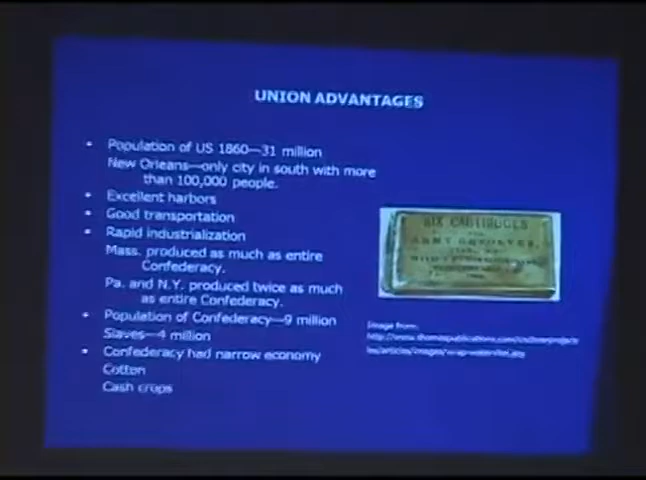 UNION ADVANTAGES
• Population of US 1860—31 million
New Orleans—only city in south with more
than 100,000 people.
• Excellent harbors
• Good transportation
• Rapid industrialization
Mass. produced as much as entire
Confederacy.
Pa. and N.Y. produced twice as much
as entire Confederacy.
• Population of Confederacy—9 million
Slaves—4 million
• Confederacy had narrow economy
Cotton
Cash crops
SIX CARTRIDGES
ARMY
Image from: